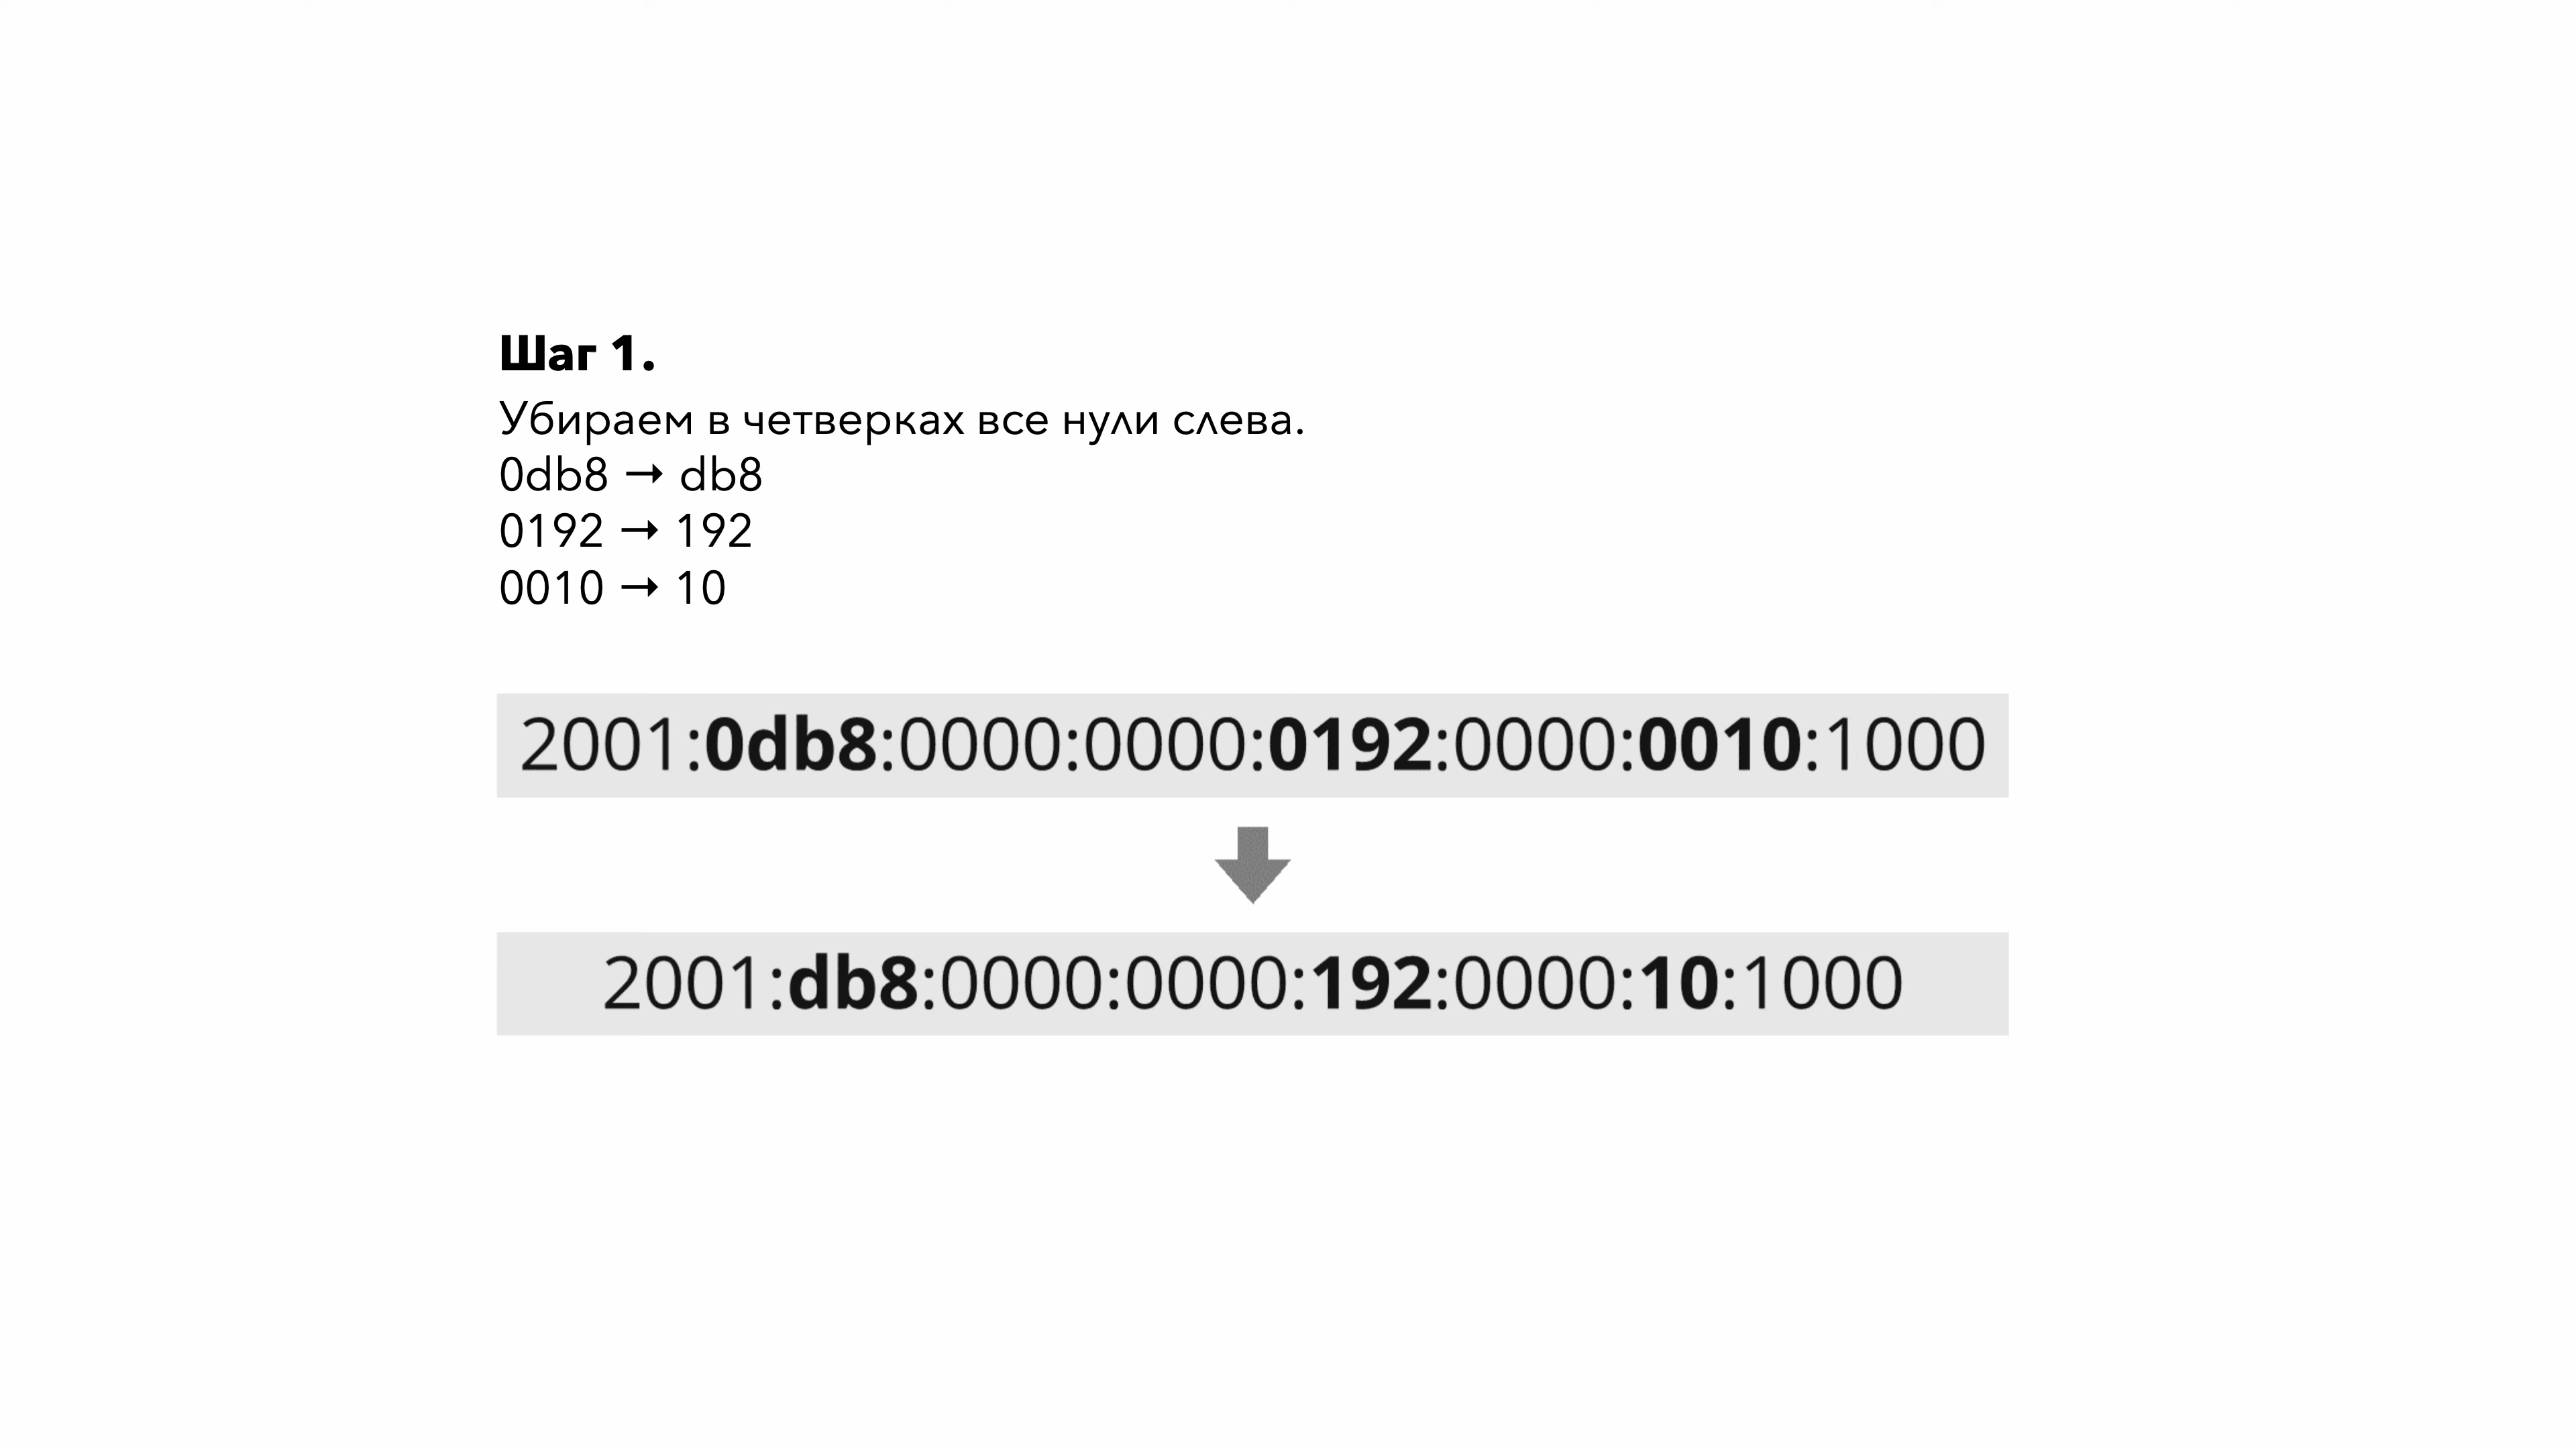 Шаг 1.
Убираем в четверках все нули слева.
0db8 → db8
0192 → 192
0010 → 10
2001:0db8:0000:0000:0192:0000:0010:1000
2001:db8:0000:0000:192:0000:10:1000